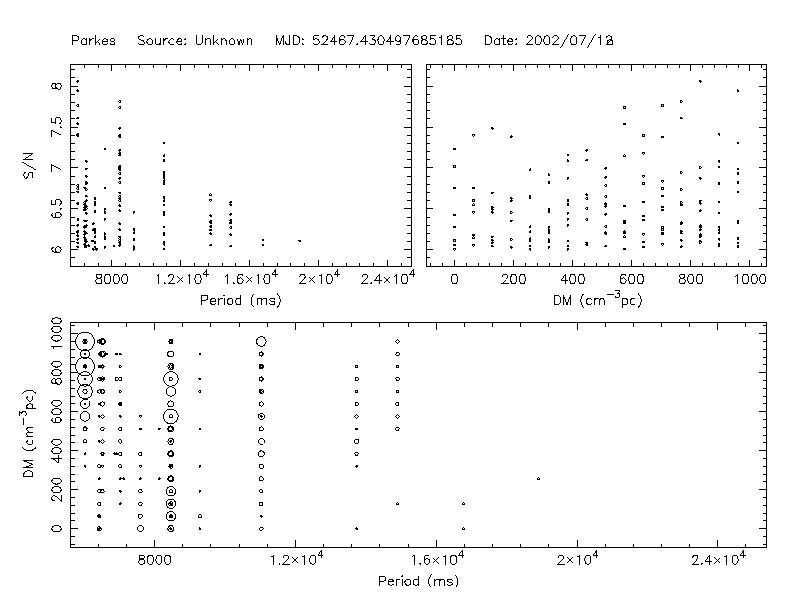 Parkes Source: Unknown MJD: 52467.430497685185 Date: 2002/07/12
8
7.5
7
6.5
6
S/N
8000 1.2×10⁴ 1.6×10⁴ 2×10⁴ 2.4×10⁴
Period (ms)
0 200 400 600 800 1000
DM (cm⁻³pc)
1000
800
600
400
200
0
DM (cm⁻³pc)
8000 1.2×10⁴ 1.6×10⁴ 2×10⁴ 2.4×10⁴
Period (ms)